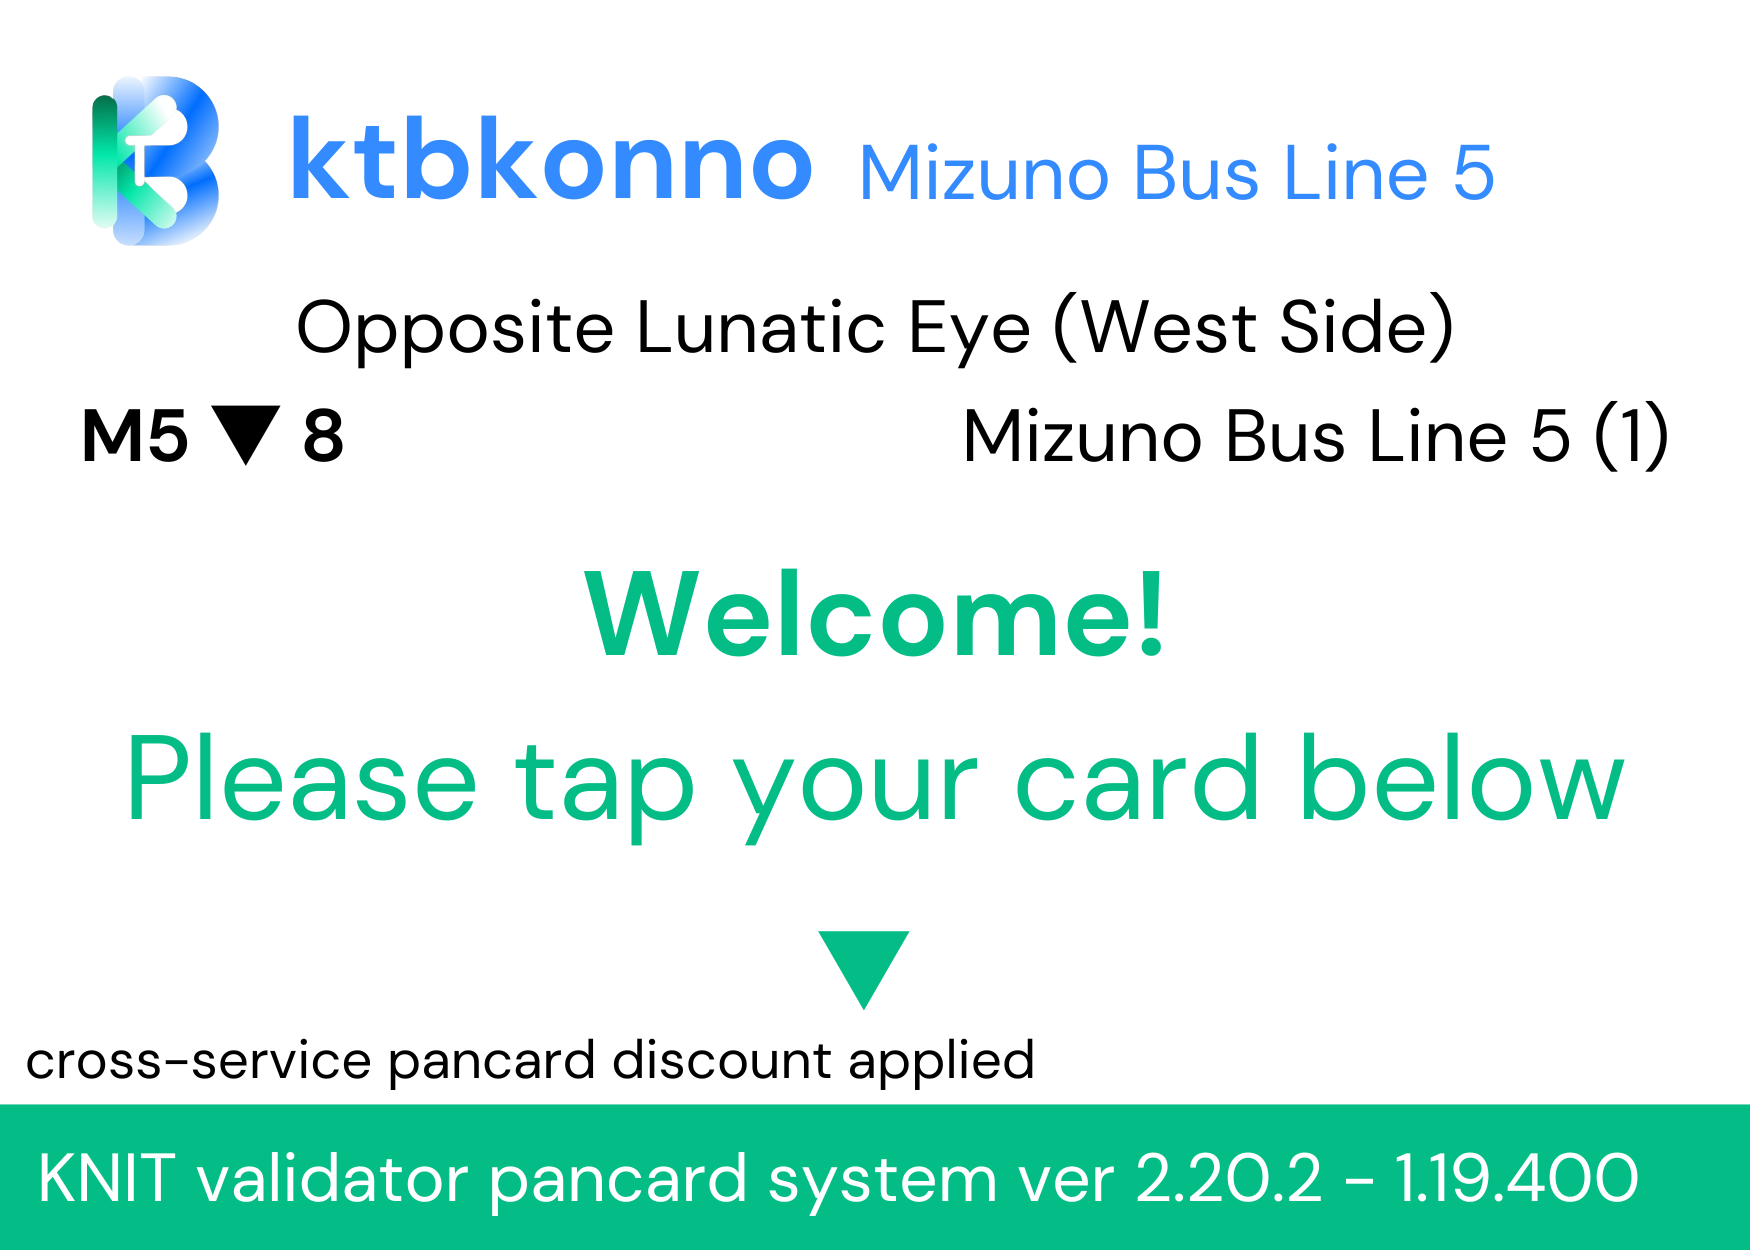 ktbkonno Mizuno Bus Line 5
Opposite Lunatic Eye (West Side)
M5 ▼ 8 Mizuno Bus Line 5 (1)
Welcome!
Please tap your card below
▼
cross-service pancard discount applied
KNIT validator pancard system ver 2.20.2 - 1.19.400